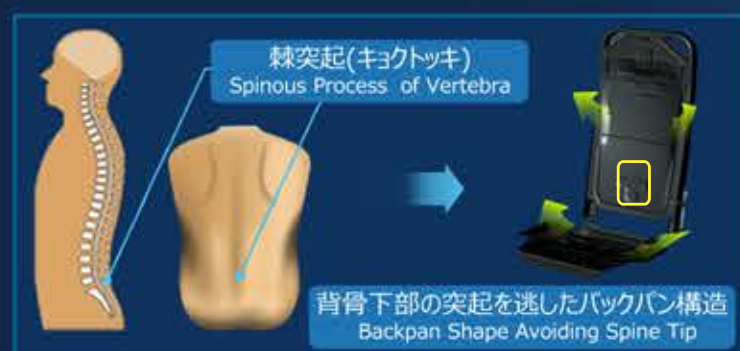 棘突起(キョクトッキ)
Spinous Process of Vertebra
背骨下部の突起を逃したバックパン構造
Backpan Shape Avoiding Spine Tip